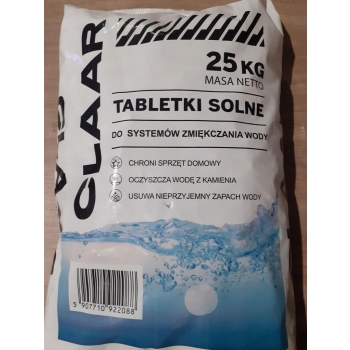 CLAAR
25 KG
MASA NETTO
TABLETKI SOLNE
DO SYSTEMÓW ZMIĘKCZANIA WODY
CHRONI SPRZĘT DOMOWY
OCZYSZCZA WODĘ Z KAMIENIA
USUWA NIEPRZYJEMNY ZAPACH WODY
5 907710 922088